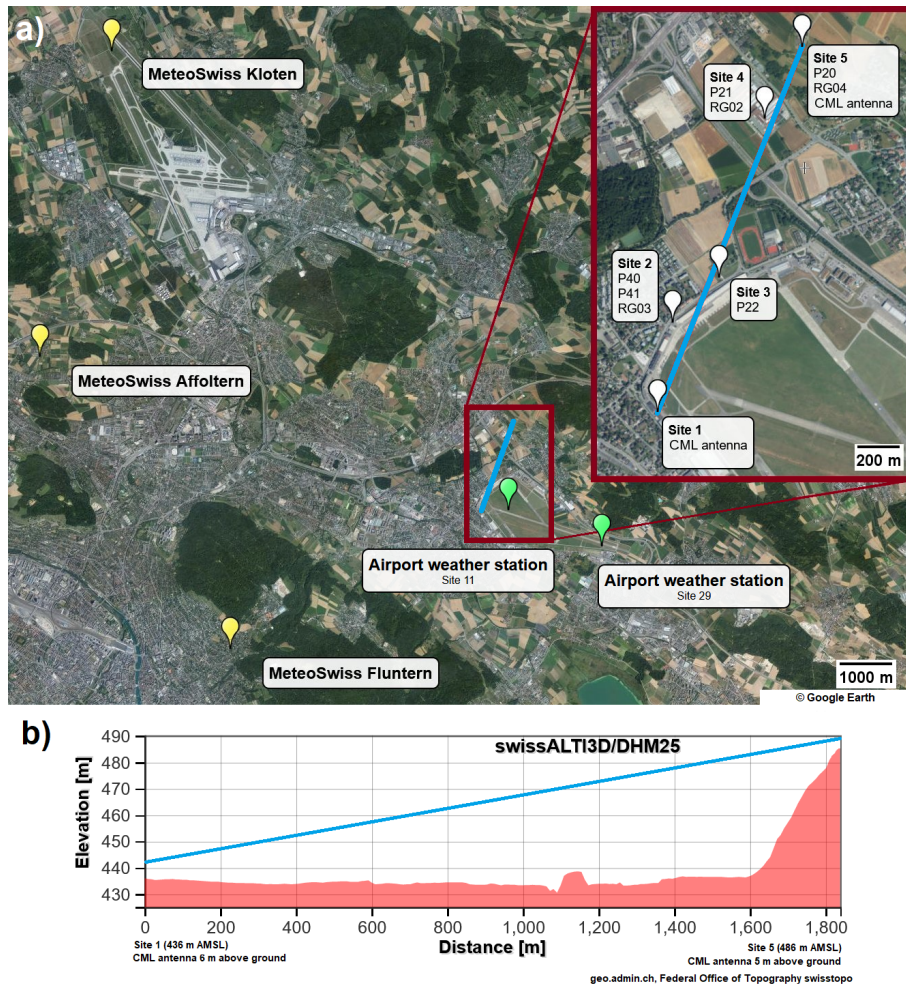 a)
MeteoSwiss Kloten
MeteoSwiss Affoltern
MeteoSwiss Fluntern
Airport weather station
Site 11
Airport weather station
Site 29
Site 5
P20
RG04
CML antenna
Site 4
P21
RG02
Site 2
P40
P41
RG03
Site 3
P22
Site 1
CML antenna
200 m
1000 m
© Google Earth
b)
swissALTI3D/DHM25
Elevation [m]
490
480
470
460
450
440
430
0
200
400
600
800
1,000
1,200
1,400
1,600
1,800
Distance [m]
Site 1 (436 m AMSL)
CML antenna 6 m above ground
Site 5 (486 m AMSL)
CML antenna 5 m above ground
geo.admin.ch, Federal Office of Topography swisstopo